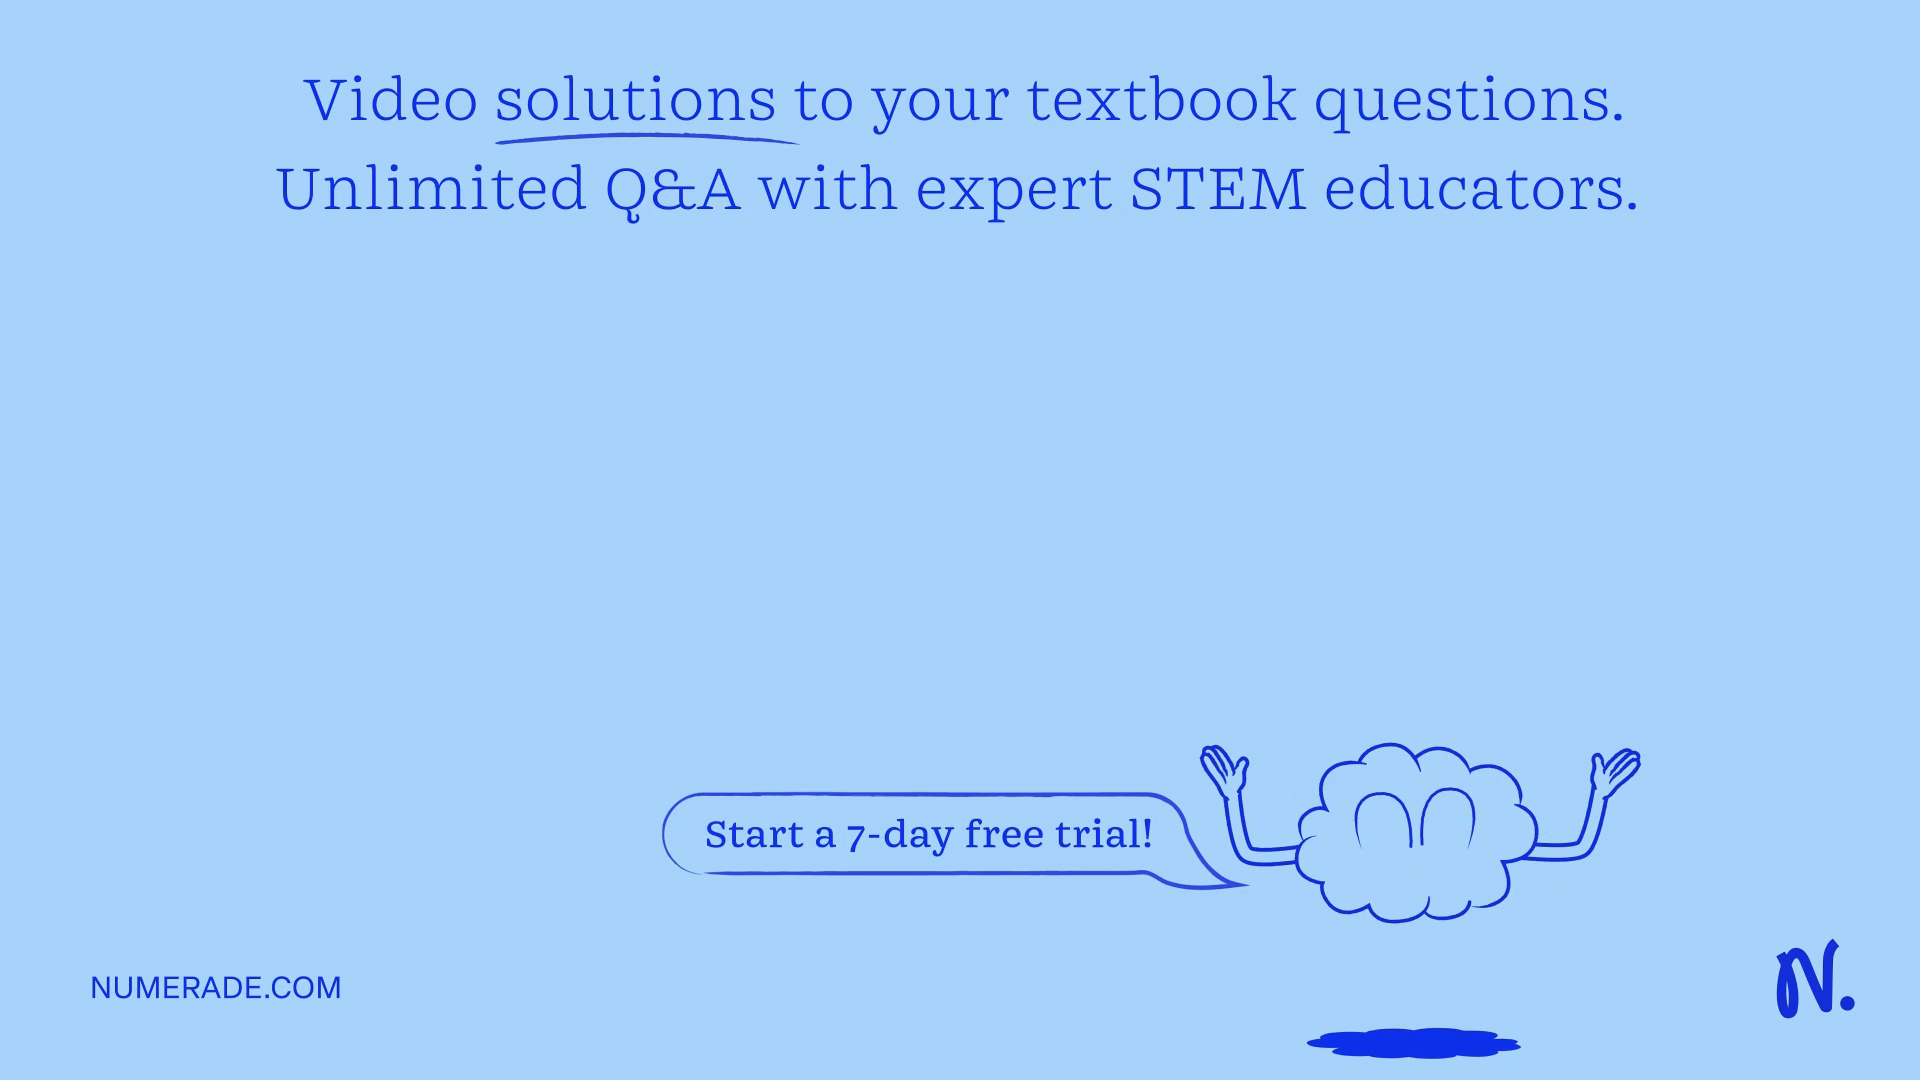 Video solutions to your textbook questions.
Unlimited Q&A with expert STEM educators.
Start a 7-day free trial!
NUMERADE.COM
N.